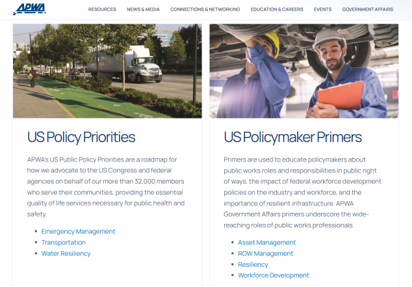 APWA
RESOURCES NEWS & MEDIA CONNECTIONS & NETWORKING EDUCATION & CAREERS EVENTS GOVERNMENT AFFAIRS
US Policy Priorities
APWA's US Public Policy Priorities are a roadmap for
how we advocate to the US Congress and federal
agencies on behalf of our more than 32,000 members
who serve their communities, providing the essential
quality of life services necessary for public health and
safety.
• Emergency Management
• Transportation
• Water Resiliency
US Policymaker Primers
Primers are used to educate policymakers about
public works roles and responsibilities in public right
of ways, the impact of federal workforce development
policies on the industry and workforce, and the
importance of resilient infrastructure. APWA
Government Affairs primers underscore the wide-
reaching roles of public works professionals.
• Asset Management
• ROW Management
• Resiliency
• Workforce Development